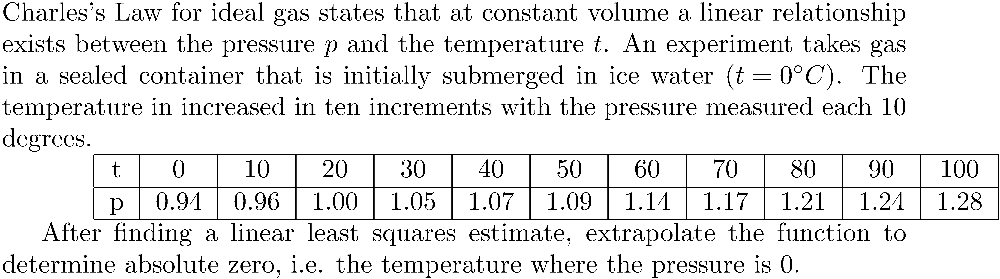 Charles's Law for ideal gas states that at constant volume a linear relationship
exists between the pressure p and the temperature t. An experiment takes gas
in a sealed container that is initially submerged in ice water (t = 0°C). The
temperature in increased in ten increments with the pressure measured each 10
degrees.
t 0 10 20 30 40 50 60 70 80 90 100
p 0.94 0.96 1.00 1.05 1.07 1.09 1.14 1.17 1.21 1.24 1.28
After finding a linear least squares estimate, extrapolate the function to
determine absolute zero, i.e. the temperature where the pressure is 0.